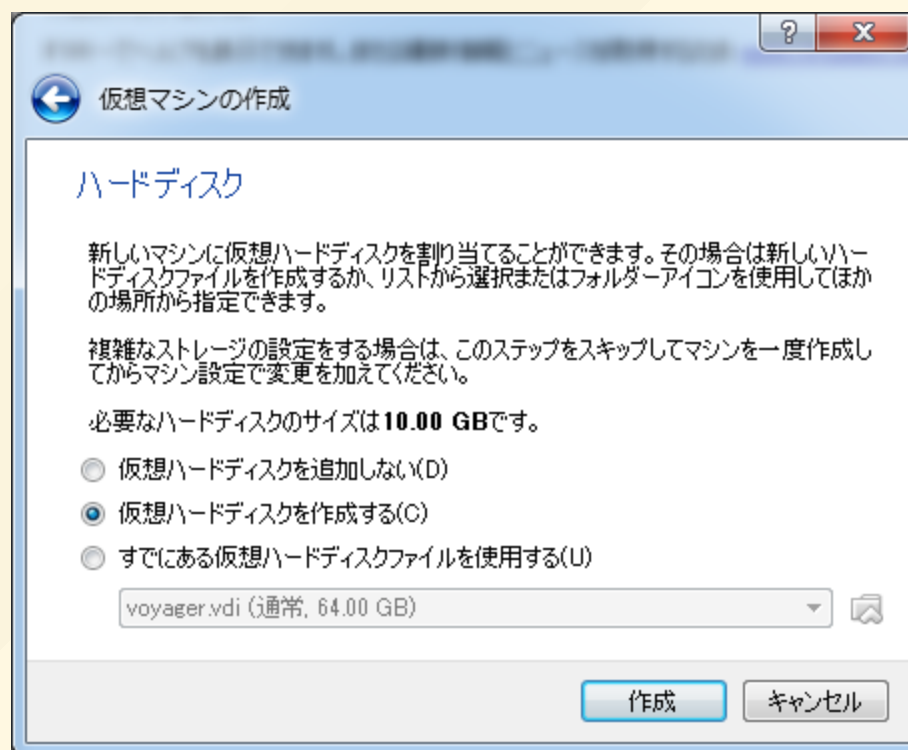 仮想マシンの作成
ハードディスク
新しいマシンに仮想ハードディスクを割り当てることができます。その場合は新しいハー
ドディスクファイルを作成するか、リストから選択またはフォルダーアイコンを使用してほか
の場所から指定できます。
複雑なストレージの設定をする場合は、このステップをスキップしてマシンを一度作成し
てからマシン設定で変更を加えてください。
必要なハードディスクのサイズは10.00 GBです。
仮想ハードディスクを追加しない(D)
仮想ハードディスクを作成する(C)
すでにある仮想ハードディスクファイルを使用する(U)
voyager.vdi (通常, 64.00 GB)
作成 キャンセル